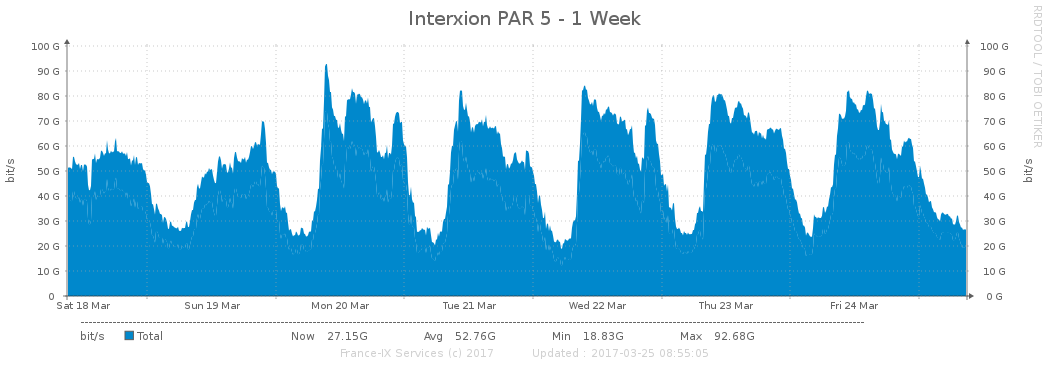 Interxion PAR 5 - 1 Week
RRDTOOL / TOBI OETIKER
100 G 100 G
90 G 90 G
80 G 80 G
70 G 70 G
60 G 60 G
50 G 50 G
40 G 40 G
30 G 30 G
20 G 20 G
10 G 10 G
0 0 G
bit/s
bit/s
Sat 18 Mar Sun 19 Mar Mon 20 Mar Tue 21 Mar Wed 22 Mar Thu 23 Mar Fri 24 Mar
bit/s Total Now 27.15G Avg 52.76G Min 18.83G Max 92.68G
France-IX Services (c) 2017 Updated : 2017-03-25 08:55:05